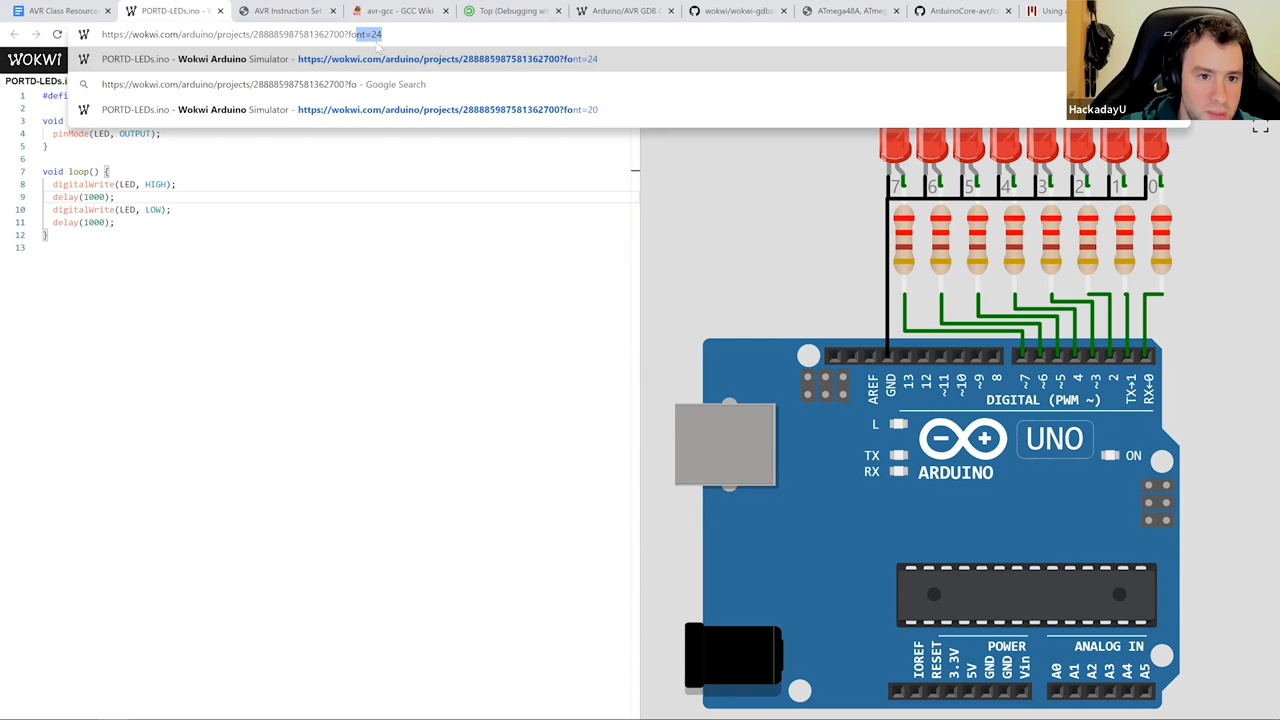 AVR Class Resource
PORTD-LEDs.ino - W
AVR Instruction Set
avr-gcc - GCC Wiki
Top (Debugging wi
Arduino/AVR GDB C
wokwi/wokwi-gdbs
ATmega48A, ATmeg
ArduinoCore-avr/c
Using a
https://wokwi.com/arduino/projects/288885987581362700?font=24
WOKWI
PORTD-LEDs.ino - Wokwi Arduino Simulator - https://wokwi.com/arduino/projects/288885987581362700?font=24
https://wokwi.com/arduino/projects/288885987581362700?fo - Google Search
PORTD-LEDs.ino - Wokwi Arduino Simulator - https://wokwi.com/arduino/projects/288885987581362700?font=20
HackadayU
PORTD-LEDs.i
1 #defi
2
3 void
4 pinMode(LED, OUTPUT);
5 }
6
7 void loop() {
8 digitalWrite(LED, HIGH);
9 delay(1000);
10 digitalWrite(LED, LOW);
11 delay(1000);
12 }
13
7 6 5 4 3 2 1 0
AREF GND 13 12 ~11 ~10 ~9 8 ~7 ~6 ~5 4 ~3 2 TX→1 RX←0
DIGITAL (PWM ~)
L
TX
RX
UNO
ON
ARDUINO
POWER
ANALOG IN
IOREF RESET 3.3V 5V GND GND Vin A0 A1 A2 A3 A4 A5